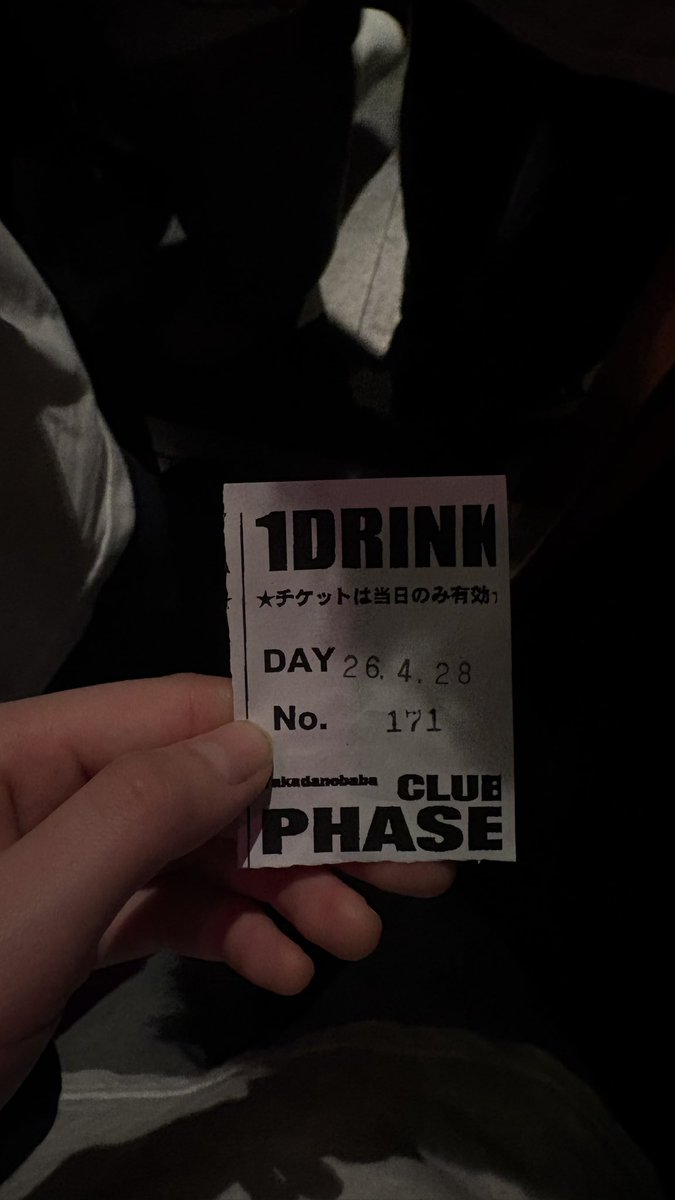 1DRINK
★チケットは当日のみ有効
DAY 26.4.28
No. 171
akadanobaba CLUB
PHASE